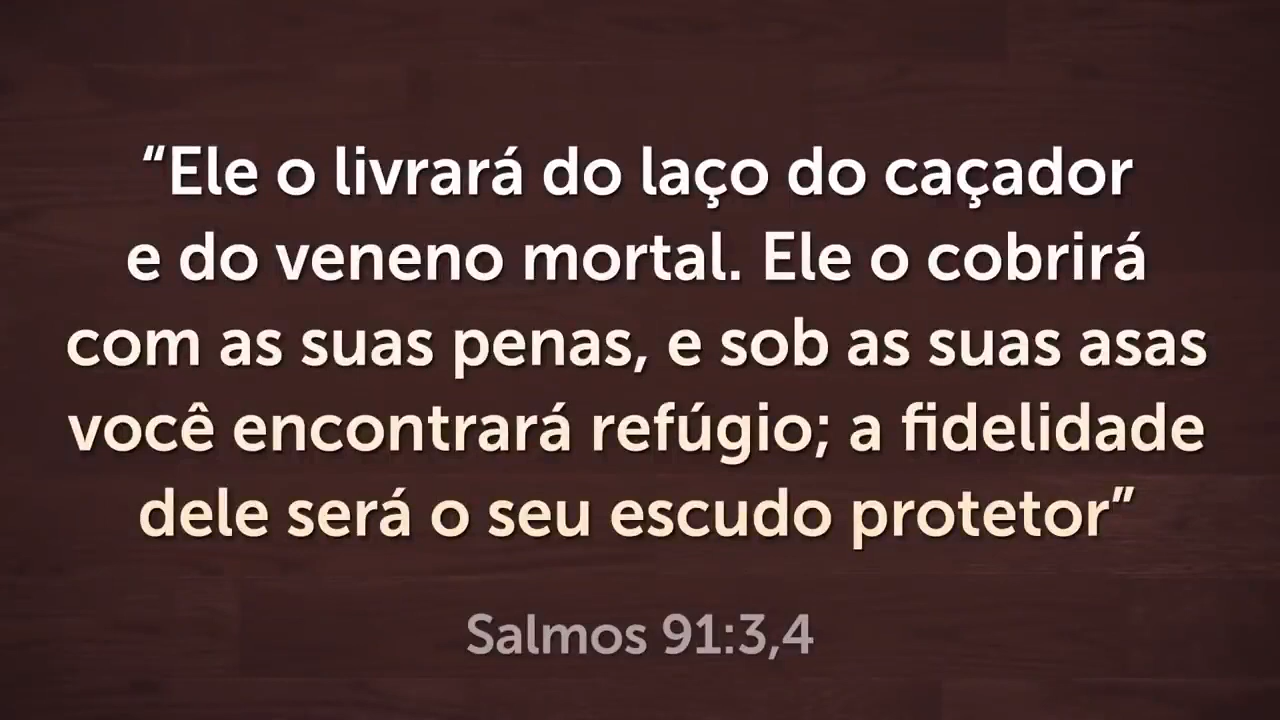 “Ele o livrará do laço do caçador
e do veneno mortal. Ele o cobrirá
com as suas penas, e sob as suas asas
você encontrará refúgio; a fidelidade
dele será o seu escudo protetor”
Salmos 91:3,4